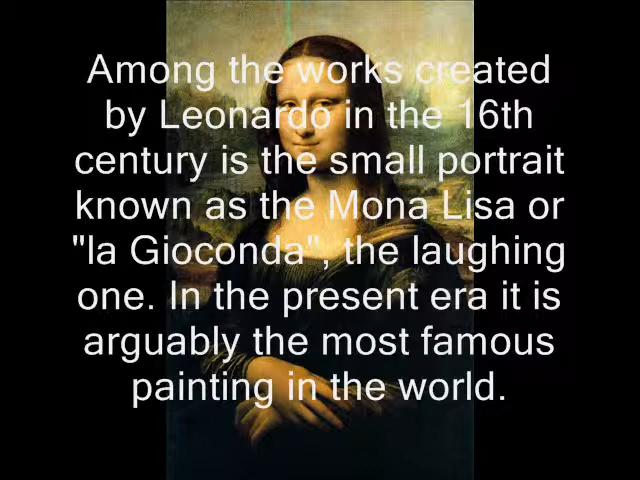 Among the works created
by Leonardo in the 16th
century is the small portrait
known as the Mona Lisa or
"la Gioconda", the laughing
one. In the present era it is
arguably the most famous
painting in the world.